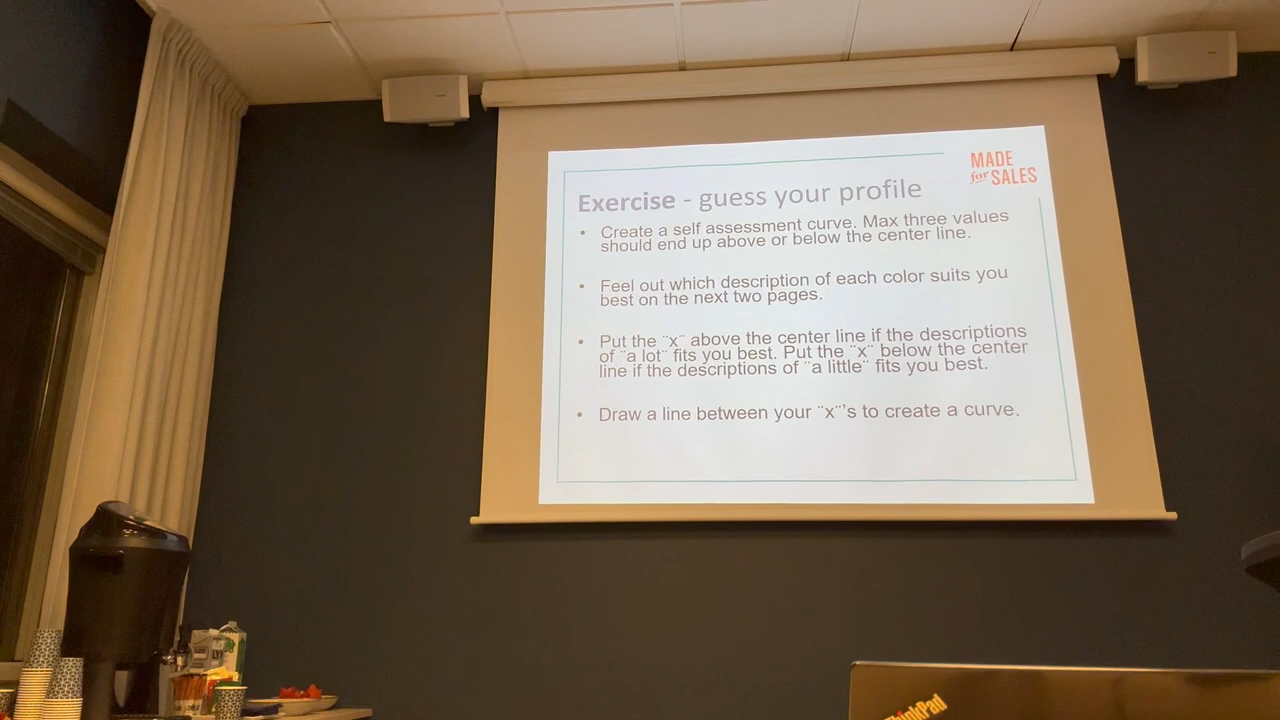 MADE
for SALES
Exercise - guess your profile
• Create a self assessment curve. Max three values
should end up above or below the center line.
• Feel out which description of each color suits you
best on the next two pages.
• Put the ¨x¨ above the center line if the descriptions
of ¨a lot¨ fits you best. Put the ¨x¨ below the center
line if the descriptions of ¨a little¨ fits you best.
• Draw a line between your ¨x¨'s to create a curve.
ThinkPad